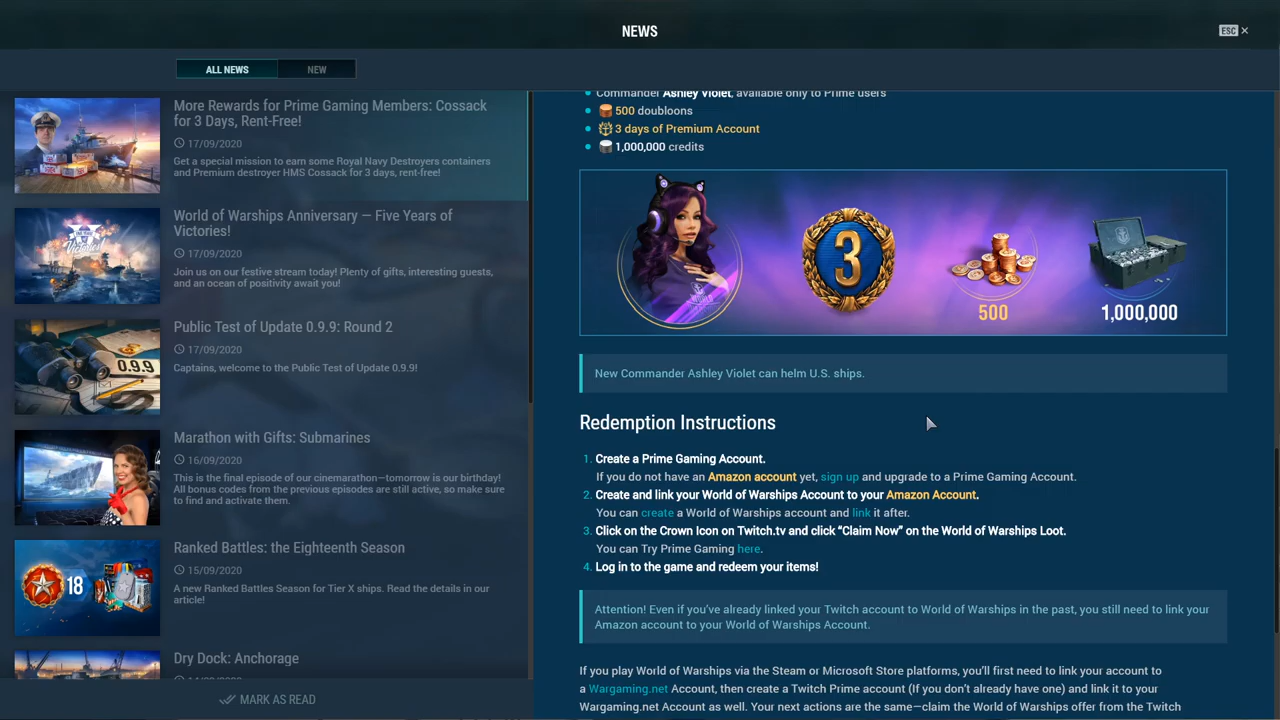 NEWS
ESC ×
ALL NEWS
NEW
More Rewards for Prime Gaming Members: Cossack
for 3 Days, Rent-Free!
17/09/2020
Get a special mission to earn some Royal Navy Destroyers containers
and Premium destroyer HMS Cossack for 3 days, rent-free!
World of Warships Anniversary — Five Years of
Victories!
17/09/2020
Join us on our festive stream today! Plenty of gifts, interesting guests,
and an ocean of positivity await you!
Public Test of Update 0.9.9: Round 2
17/09/2020
Captains, welcome to the Public Test of Update 0.9.9!
0.9.9
Marathon with Gifts: Submarines
16/09/2020
This is the final episode of our cinemarathon—tomorrow is our birthday!
All bonus codes from the previous episodes are still active, so make sure
to find and activate them.
Ranked Battles: the Eighteenth Season
15/09/2020
A new Ranked Battles Season for Tier X ships. Read the details in our
article!
18
Dry Dock: Anchorage
MARK AS READ
Commander Ashley Violet, available only to Prime users
500 doubloons
3 days of Premium Account
1,000,000 credits
3
500
1,000,000
New Commander Ashley Violet can helm U.S. ships.
Redemption Instructions
1. Create a Prime Gaming Account.
If you do not have an Amazon account yet, sign up and upgrade to a Prime Gaming Account.
2. Create and link your World of Warships Account to your Amazon Account.
You can create a World of Warships account and link it after.
3. Click on the Crown Icon on Twitch.tv and click “Claim Now” on the World of Warships Loot.
You can Try Prime Gaming here.
4. Log in to the game and redeem your items!
Attention! Even if you’ve already linked your Twitch account to World of Warships in the past, you still need to link your
Amazon account to your World of Warships Account.
If you play World of Warships via the Steam or Microsoft Store platforms, you’ll first need to link your account to
a Wargaming.net Account, then create a Twitch Prime account (If you don’t already have one) and link it to your
Wargaming.net Account as well. Your next actions are the same—claim the World of Warships offer from the Twitch